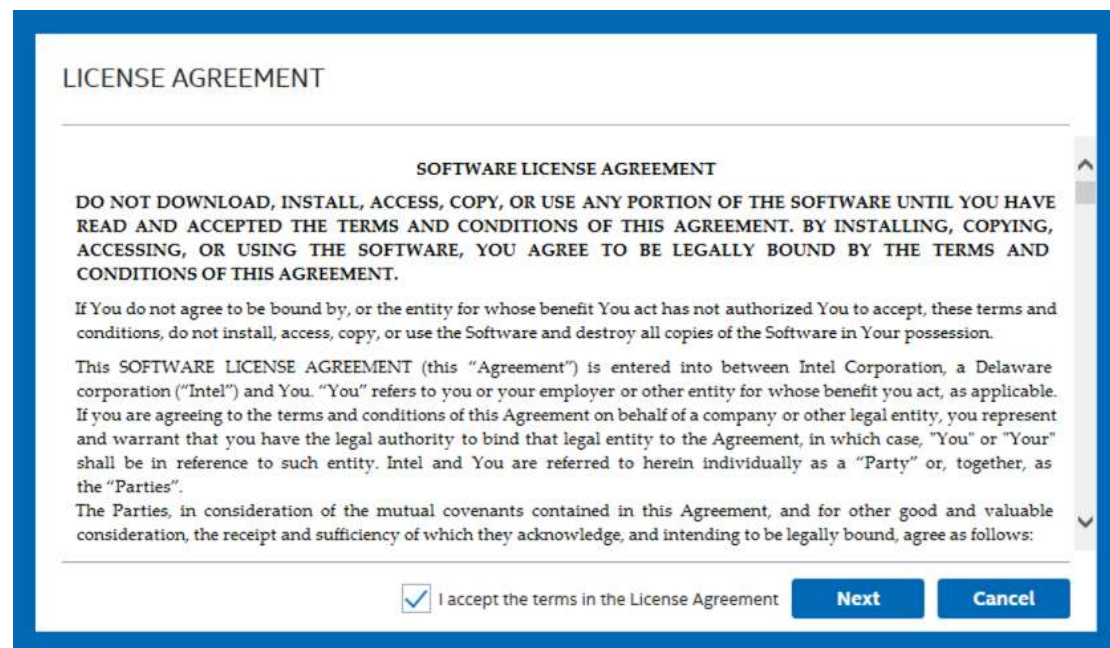 LICENSE AGREEMENT
SOFTWARE LICENSE AGREEMENT
DO NOT DOWNLOAD, INSTALL, ACCESS, COPY, OR USE ANY PORTION OF THE SOFTWARE UNTIL YOU HAVE
READ AND ACCEPTED THE TERMS AND CONDITIONS OF THIS AGREEMENT. BY INSTALLING, COPYING,
ACCESSING, OR USING THE SOFTWARE, YOU AGREE TO BE LEGALLY BOUND BY THE TERMS AND
CONDITIONS OF THIS AGREEMENT.
If You do not agree to be bound by, or the entity for whose benefit You act has not authorized You to accept, these terms and
conditions, do not install, access, copy, or use the Software and destroy all copies of the Software in Your possession.
This SOFTWARE LICENSE AGREEMENT (this “Agreement”) is entered into between Intel Corporation, a Delaware
corporation (“Intel”) and You. “You” refers to you or your employer or other entity for whose benefit you act, as applicable.
If you are agreeing to the terms and conditions of this Agreement on behalf of a company or other legal entity, you represent
and warrant that you have the legal authority to bind that legal entity to the Agreement, in which case, "You" or "Your"
shall be in reference to such entity. Intel and You are referred to herein individually as a “Party” or, together, as
the “Parties”.
The Parties, in consideration of the mutual covenants contained in this Agreement, and for other good and valuable
consideration, the receipt and sufficiency of which they acknowledge, and intending to be legally bound, agree as follows:
I accept the terms in the License Agreement
Next
Cancel